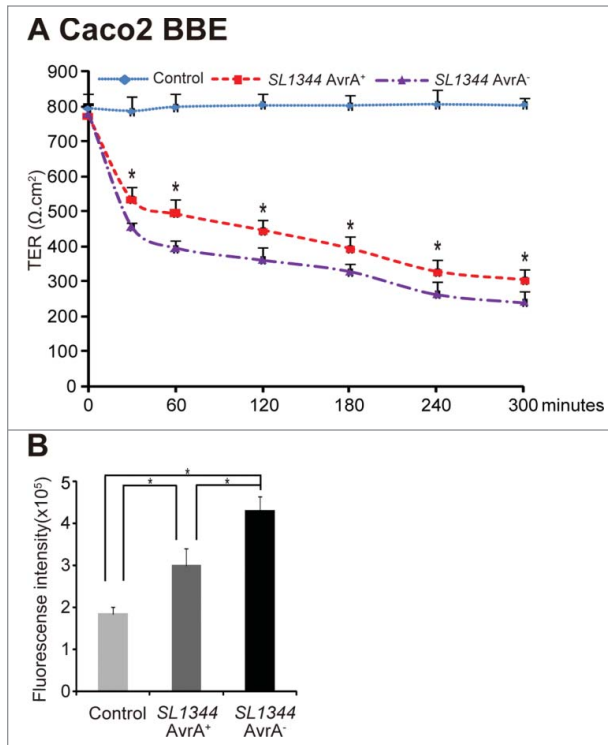 A Caco2 BBE
Control SL1344 AvrA⁺ SL1344 AvrA⁻
900
800
700
600
500
400
300
200
100
0
TER (Ω.cm²)
* * * * * *
0 60 120 180 240 300 minutes
B
*
* *
Fluorescense intensity(x10⁵)
5
4
3
2
1
0
Control SL1344 SL1344
AvrA⁺ AvrA⁻